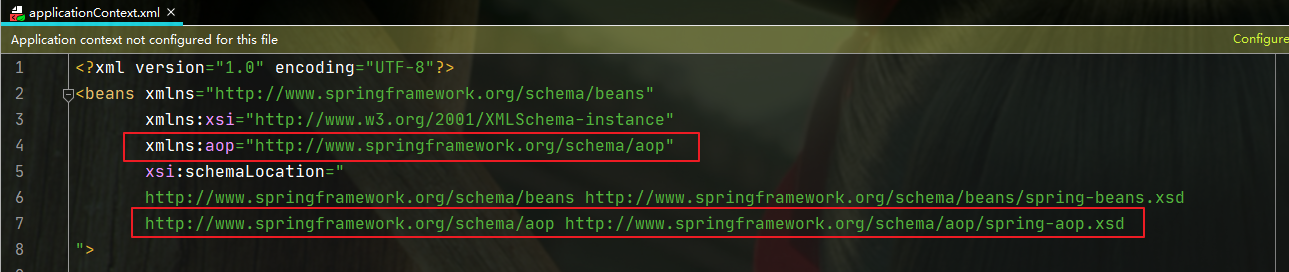 applicationContext.xml ×
Application context not configured for this file Configure
1 <?xml version="1.0" encoding="UTF-8"?>
2 <beans xmlns="http://www.springframework.org/schema/beans"
3 xmlns:xsi="http://www.w3.org/2001/XMLSchema-instance"
4 xmlns:aop="http://www.springframework.org/schema/aop"
5 xsi:schemaLocation="
6 http://www.springframework.org/schema/beans http://www.springframework.org/schema/beans/spring-beans.xsd
7 http://www.springframework.org/schema/aop http://www.springframework.org/schema/aop/spring-aop.xsd
8 ">